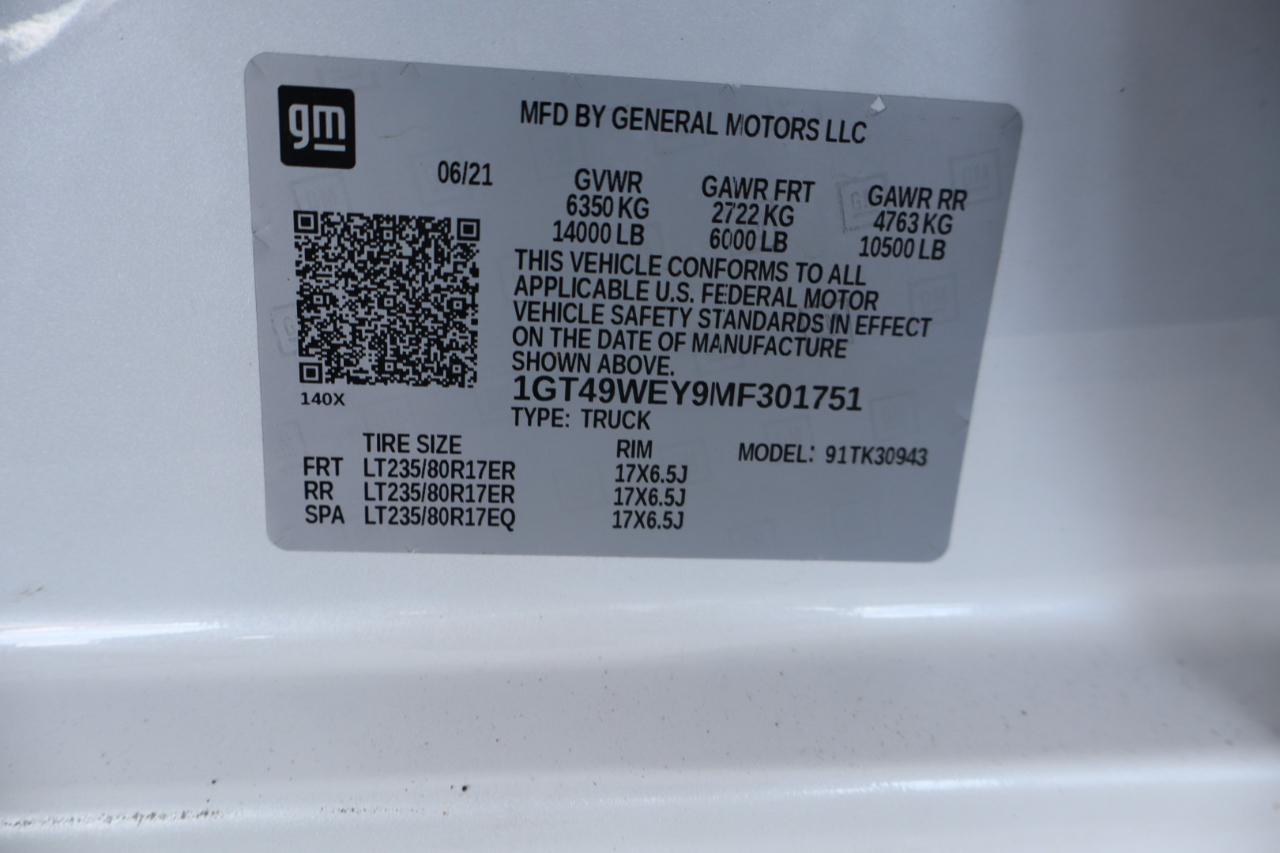 gm
MFD BY GENERAL MOTORS LLC
06/21
GVWR GAWR FRT GAWR RR
6350 KG 2722 KG 4763 KG
14000 LB 6000 LB 10500 LB
THIS VEHICLE CONFORMS TO ALL
APPLICABLE U.S. FEDERAL MOTOR
VEHICLE SAFETY STANDARDS IN EFFECT
ON THE DATE OF MANUFACTURE
SHOWN ABOVE.
140X
1GT49WEY9MF301751
TYPE: TRUCK
TIRE SIZE RIM MODEL: 91TK30943
FRT LT235/80R17ER 17X6.5J
RR LT235/80R17ER 17X6.5J
SPA LT235/80R17EQ 17X6.5J